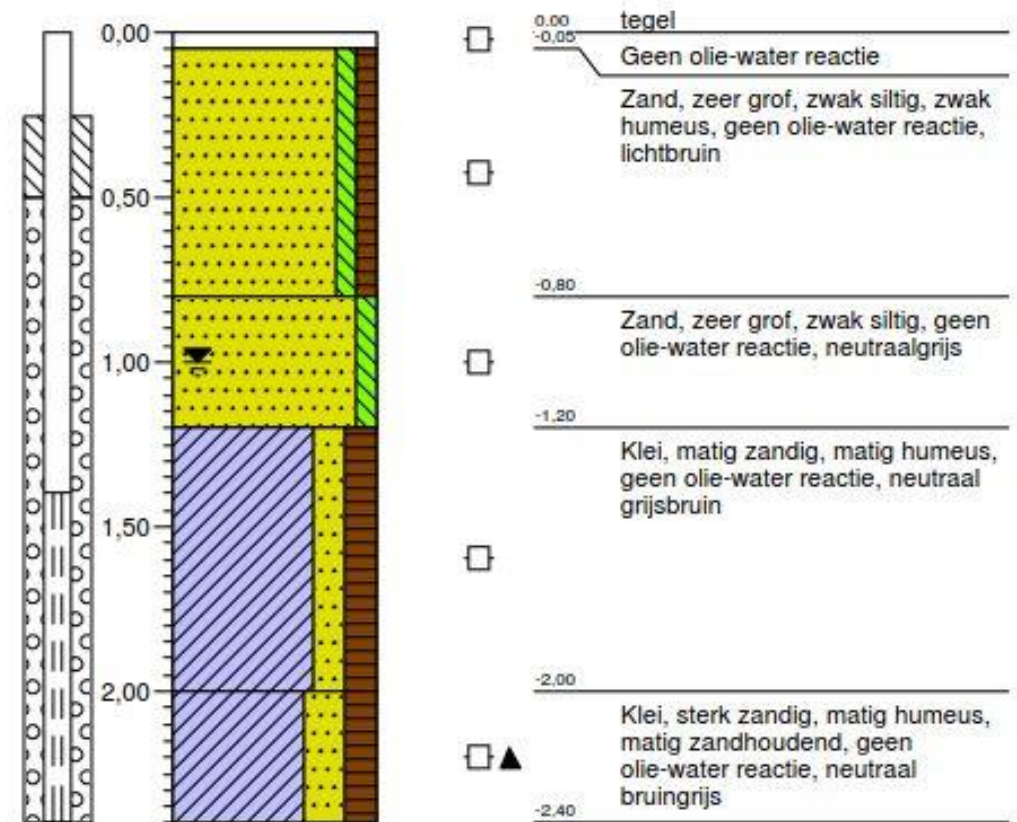 0,00
0,50
1,00
1,50
2,00
0.00
tegel
-0,05
Geen olie-water reactie
Zand, zeer grof, zwak siltig, zwak
humeus, geen olie-water reactie,
lichtbruin
-0,80
Zand, zeer grof, zwak siltig, geen
olie-water reactie, neutraalgrijs
-1,20
Klei, matig zandig, matig humeus,
geen olie-water reactie, neutraal
grijsbruin
-2,00
Klei, sterk zandig, matig humeus,
matig zandhoudend, geen
olie-water reactie, neutraal
bruingrijs
-2,40